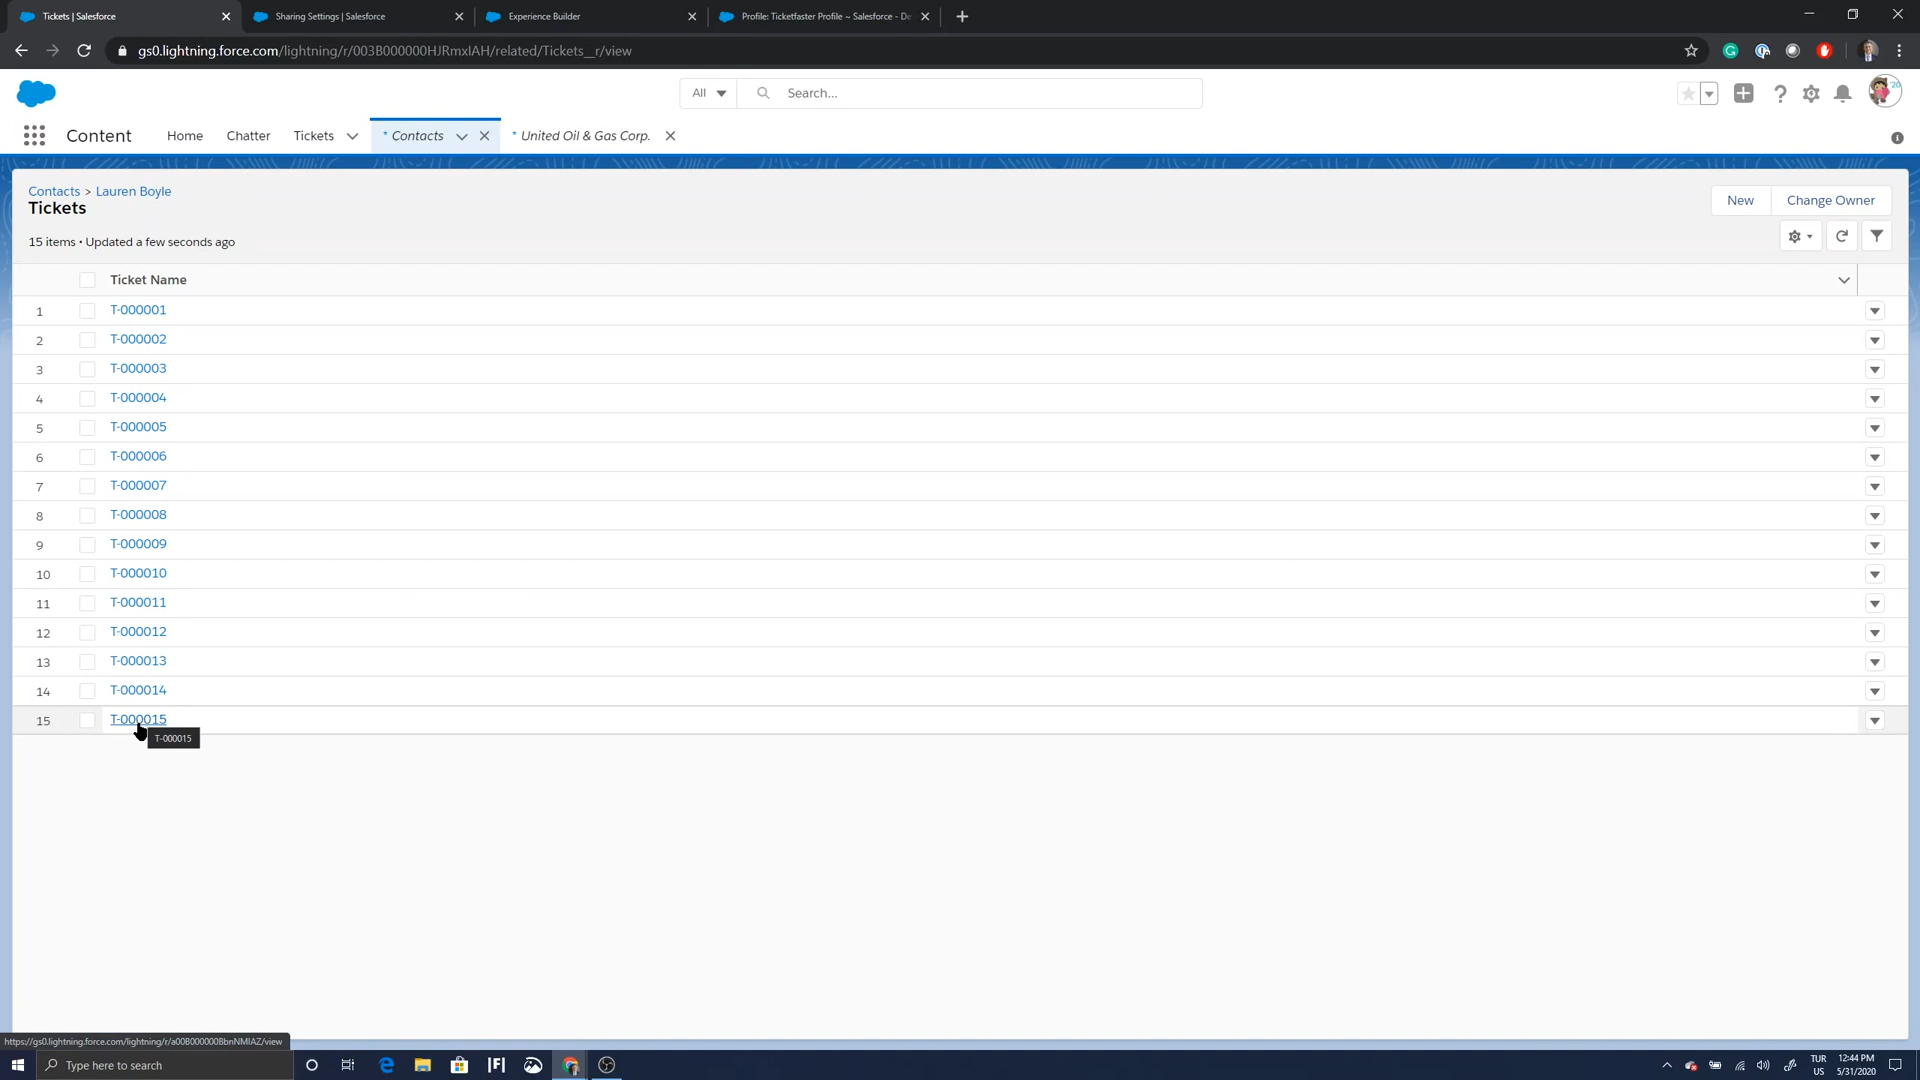 Tickets | Salesforce
Sharing Settings | Salesforce
Experience Builder
Profile: Ticketfaster Profile ~ Salesforce - De
gs0.lightning.force.com/lightning/r/003B000000HJRmxIAH/related/Tickets__r/view
All
Search...
Content
Home
Chatter
Tickets
* Contacts
* United Oil & Gas Corp.
Contacts > Lauren Boyle
Tickets
New
Change Owner
15 items • Updated a few seconds ago
Ticket Name
1 T-000001
2 T-000002
3 T-000003
4 T-000004
5 T-000005
6 T-000006
7 T-000007
8 T-000008
9 T-000009
10 T-000010
11 T-000011
12 T-000012
13 T-000013
14 T-000014
15 T-000015
T-000015
https://gs0.lightning.force.com/lightning/r/a00B000000BbnNMIAZ/view
Type here to search
TUR
US
12:44 PM
5/31/2020